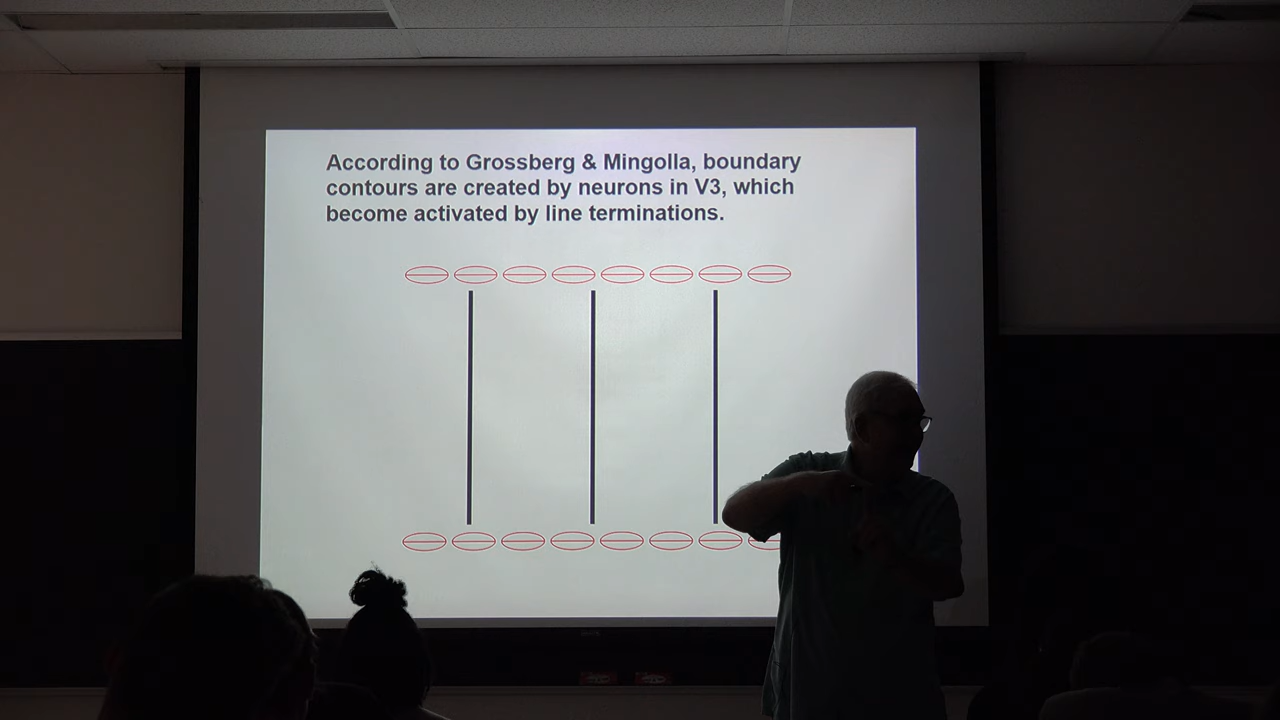 According to Grossberg & Mingolla, boundary
contours are created by neurons in V3, which
become activated by line terminations.